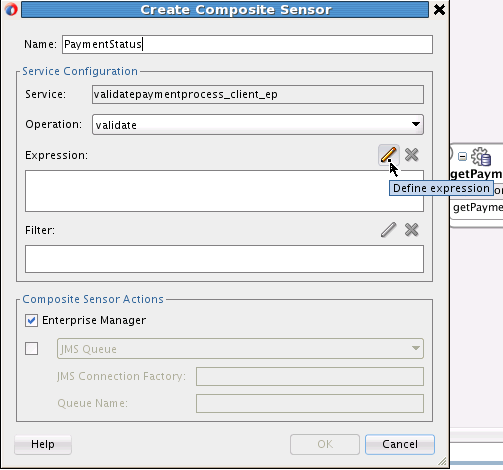 Create Composite Sensor
Name: PaymentStatus
Service Configuration
Service: validatepaymentprocess_client_ep
Operation: validate
Expression:
Define expression
Filter:
Composite Sensor Actions
Enterprise Manager
JMS Queue
JMS Connection Factory:
Queue Name:
Help OK Cancel
getPaym
getPayme